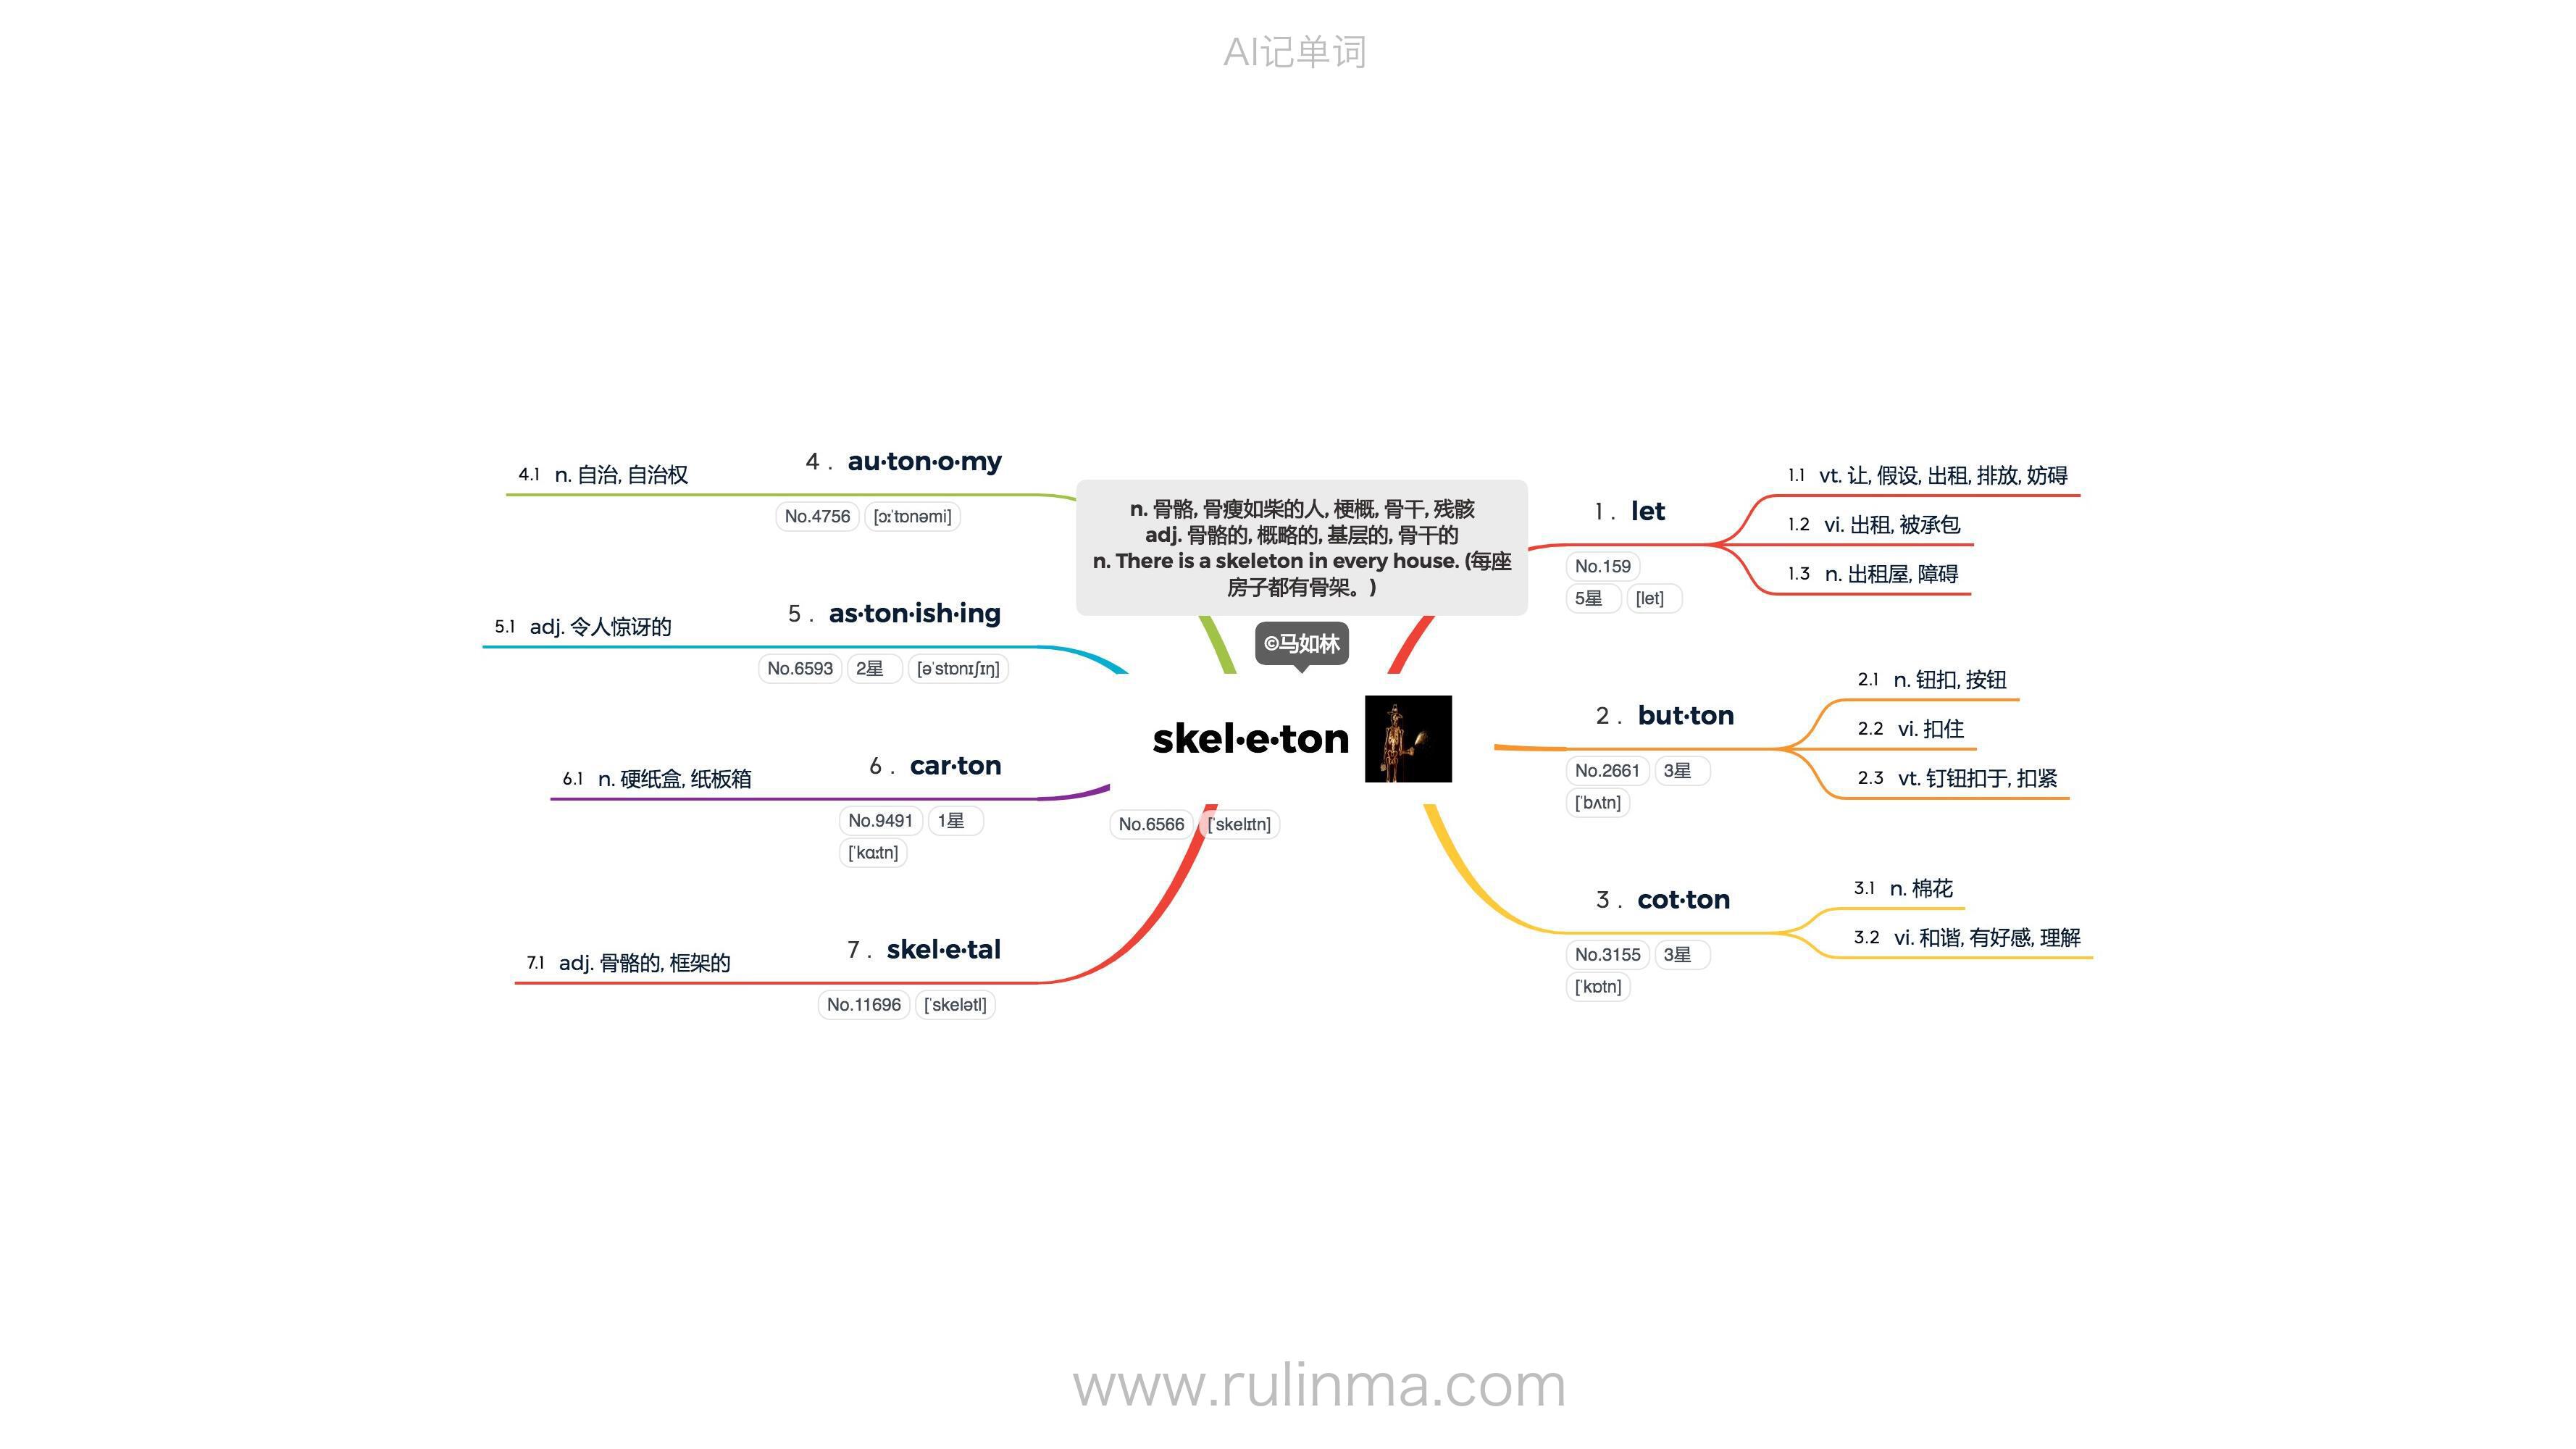 AI记单词
n. 骨骼, 骨瘦如柴的人, 梗概, 骨干, 残骸
adj. 骨骼的, 概略的, 基层的, 骨干的
n. There is a skeleton in every house. (每座
房子都有骨架。)
©马如林
skel·e·ton
No.6566 [ˈskelɪtn]
1. let
No.159
5星 [let]
1.1 vt. 让, 假设, 出租, 排放, 妨碍
1.2 vi. 出租, 被承包
1.3 n. 出租屋, 障碍
2. but·ton
No.2661 3星
[ˈbʌtn]
2.1 n. 钮扣, 按钮
2.2 vi. 扣住
2.3 vt. 钉钮扣于, 扣紧
3. cot·ton
No.3155 3星
[ˈkɒtn]
3.1 n. 棉花
3.2 vi. 和谐, 有好感, 理解
4. au·ton·o·my
No.4756 [ɔːˈtɒnəmi]
4.1 n. 自治, 自治权
5. as·ton·ish·ing
No.6593 2星 [əˈstɒnɪʃɪŋ]
5.1 adj. 令人惊讶的
6. car·ton
No.9491 1星
[ˈkɑːtn]
6.1 n. 硬纸盒, 纸板箱
7. skel·e·tal
No.11696 [ˈskelətl]
7.1 adj. 骨骼的, 框架的
www.rulinma.com